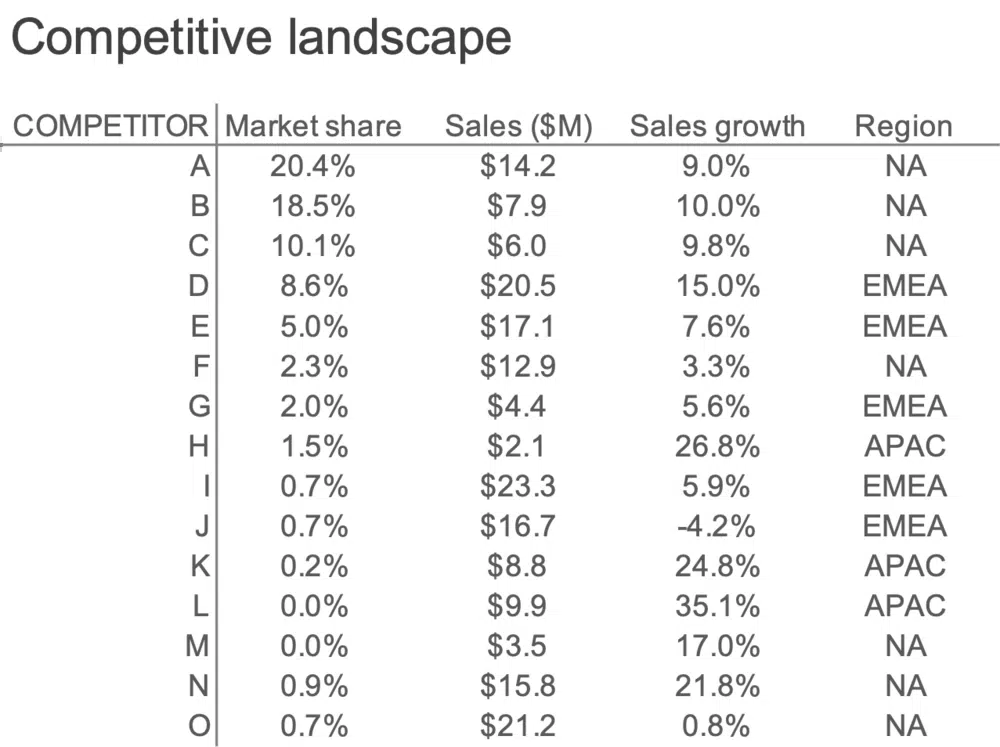 Competitive landscape
COMPETITOR Market share Sales ($M) Sales growth Region
A 20.4% $14.2 9.0% NA
B 18.5% $7.9 10.0% NA
C 10.1% $6.0 9.8% NA
D 8.6% $20.5 15.0% EMEA
E 5.0% $17.1 7.6% EMEA
F 2.3% $12.9 3.3% NA
G 2.0% $4.4 5.6% EMEA
H 1.5% $2.1 26.8% APAC
I 0.7% $23.3 5.9% EMEA
J 0.7% $16.7 -4.2% EMEA
K 0.2% $8.8 24.8% APAC
L 0.0% $9.9 35.1% APAC
M 0.0% $3.5 17.0% NA
N 0.9% $15.8 21.8% NA
O 0.7% $21.2 0.8% NA